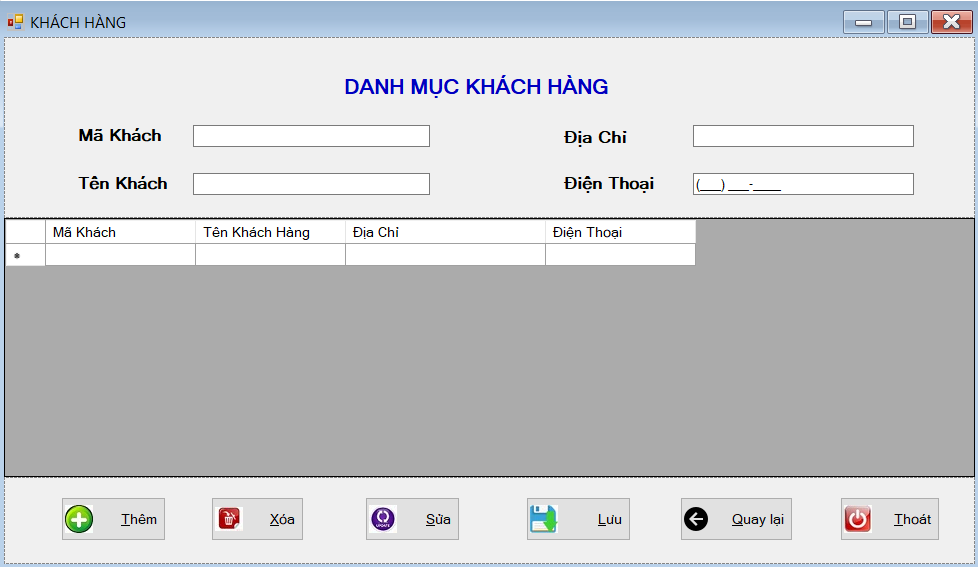 KHÁCH HÀNG
DANH MỤC KHÁCH HÀNG
Mã Khách
Địa Chỉ
Tên Khách
Điện Thoại (___) ___-____
Mã Khách Tên Khách Hàng Địa Chỉ Điện Thoại
*
Thêm Xóa UPDATE Sửa Lưu Quay lại Thoát